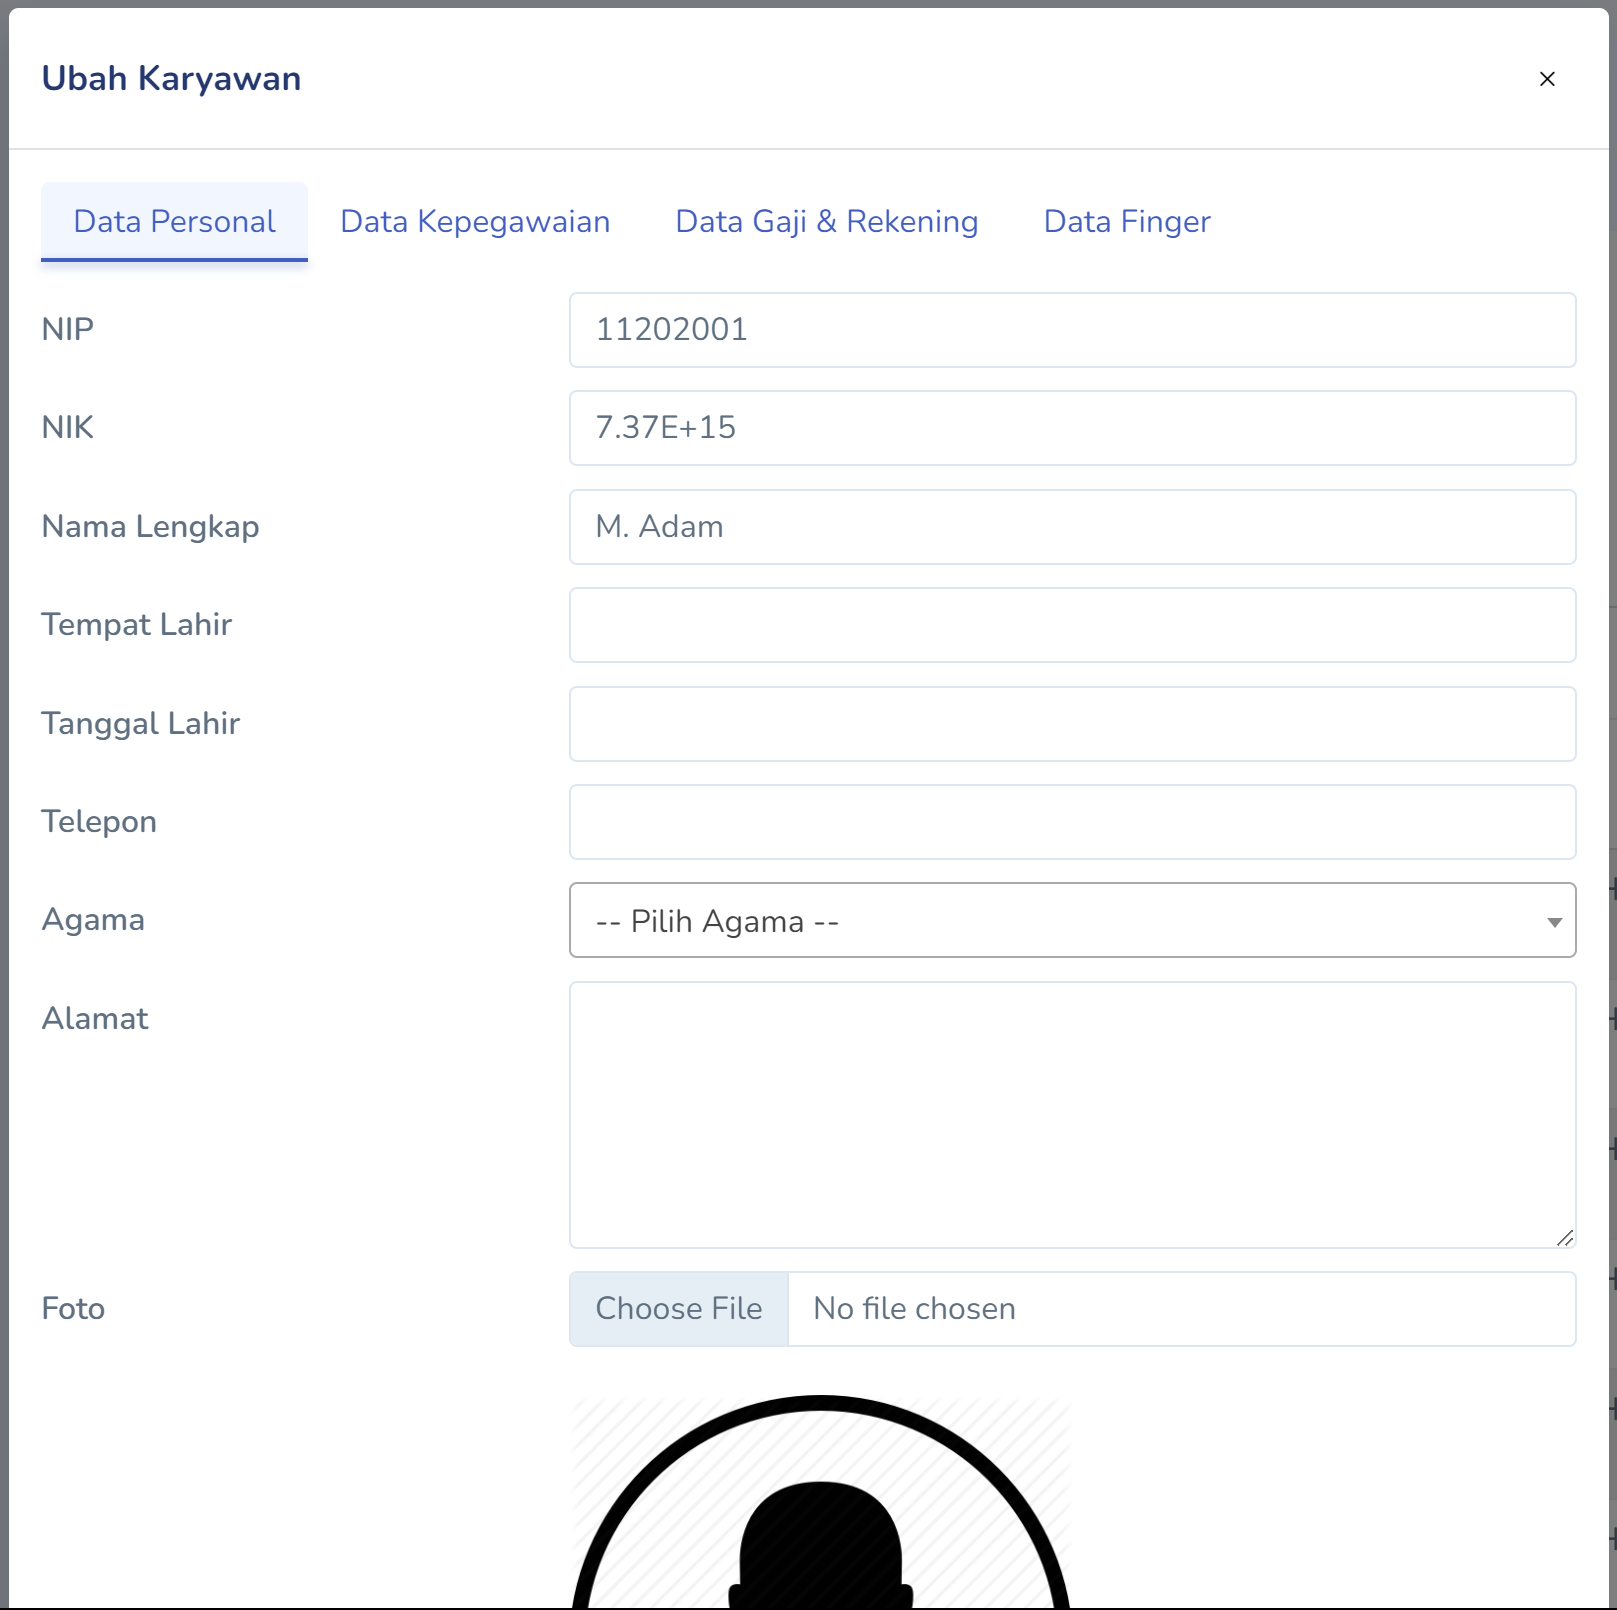 Ubah Karyawan
Data Personal Data Kepegawaian Data Gaji & Rekening Data Finger
NIP 11202001
NIK 7.37E+15
Nama Lengkap M. Adam
Tempat Lahir
Tanggal Lahir
Telepon
Agama -- Pilih Agama --
Alamat
Foto Choose File No file chosen